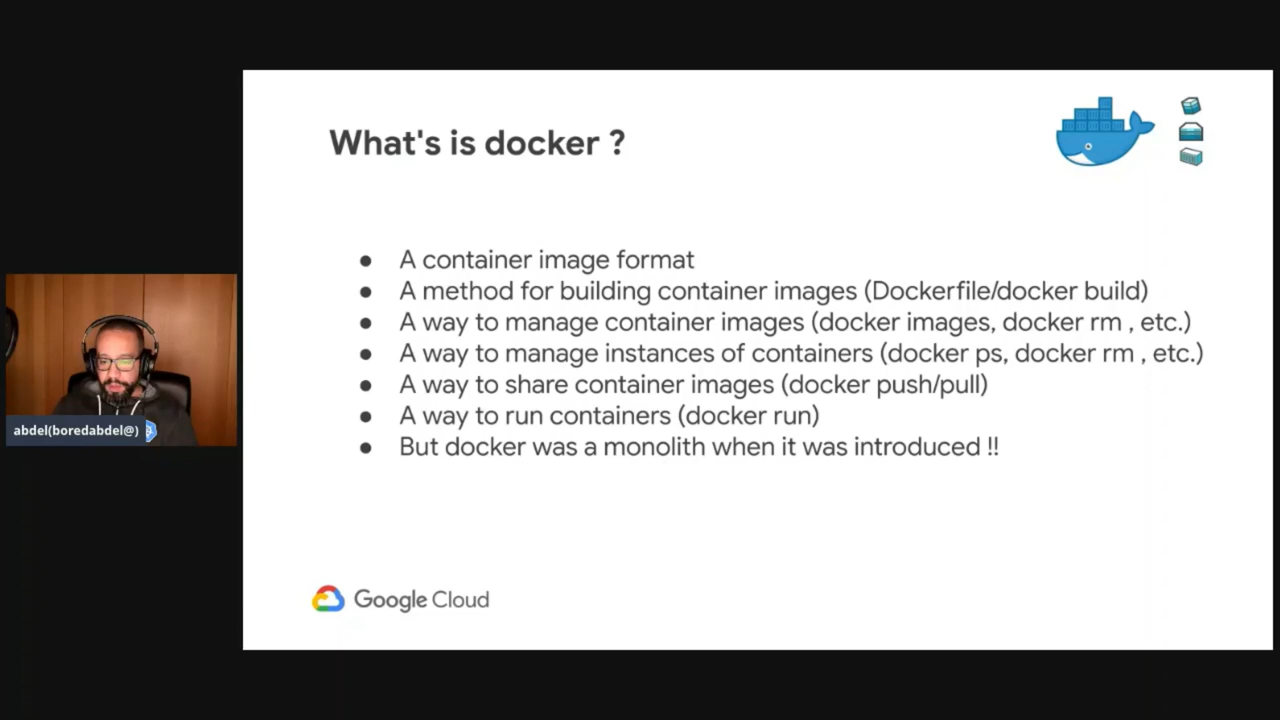 What's is docker ?
● A container image format
● A method for building container images (Dockerfile/docker build)
● A way to manage container images (docker images, docker rm , etc.)
● A way to manage instances of containers (docker ps, docker rm , etc.)
● A way to share container images (docker push/pull)
● A way to run containers (docker run)
● But docker was a monolith when it was introduced !!
abdel(boredabdel@)
Google Cloud